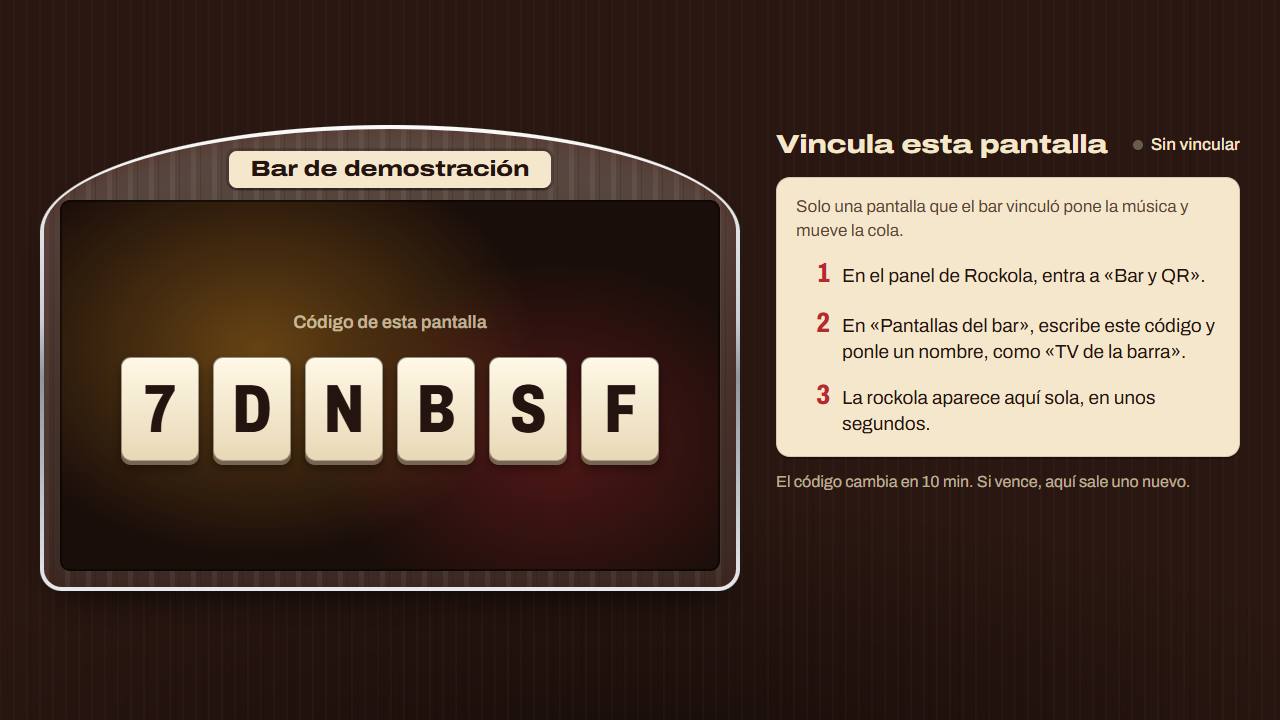 Bar de demostración
Código de esta pantalla
7 D N B S F
Vincula esta pantalla
Sin vincular
Solo una pantalla que el bar vinculó pone la música y
mueve la cola.
1 En el panel de Rockola, entra a «Bar y QR».
2 En «Pantallas del bar», escribe este código y
ponle un nombre, como «TV de la barra».
3 La rockola aparece aquí sola, en unos
segundos.
El código cambia en 10 min. Si vence, aquí sale uno nuevo.